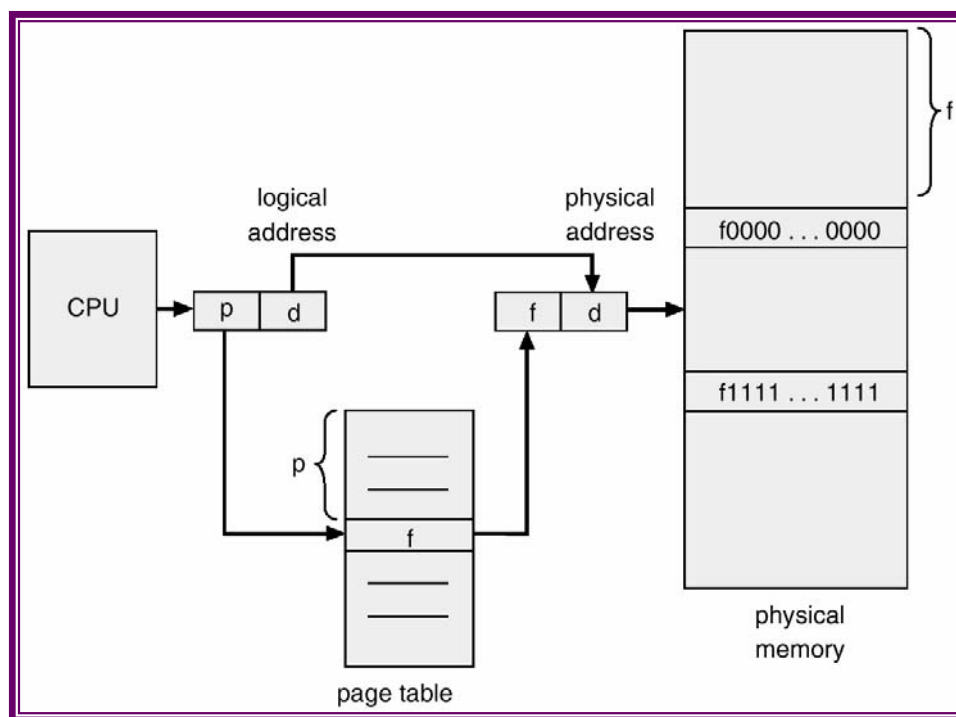 f
logical
address
physical
address
f0000 . . . 0000
CPU
p
d
f
d
f1111 . . . 1111
p
f
physical
memory
page table